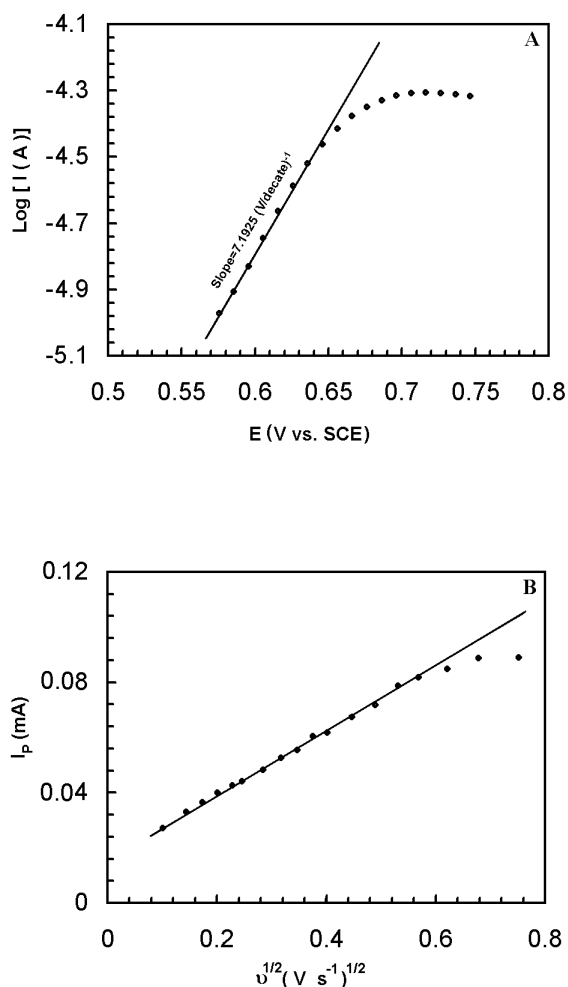 A
-4.1
-4.3
-4.5
-4.7
-4.9
-5.1
Log [ I ( A )]
Slope=7.1925 (V/decate)-1
0.5 0.55 0.6 0.65 0.7 0.75 0.8
E (V vs. SCE)
B
0.12
0.08
0.04
0
IP (mA)
0 0.2 0.4 0.6 0.8
υ1/2( V s-1)1/2